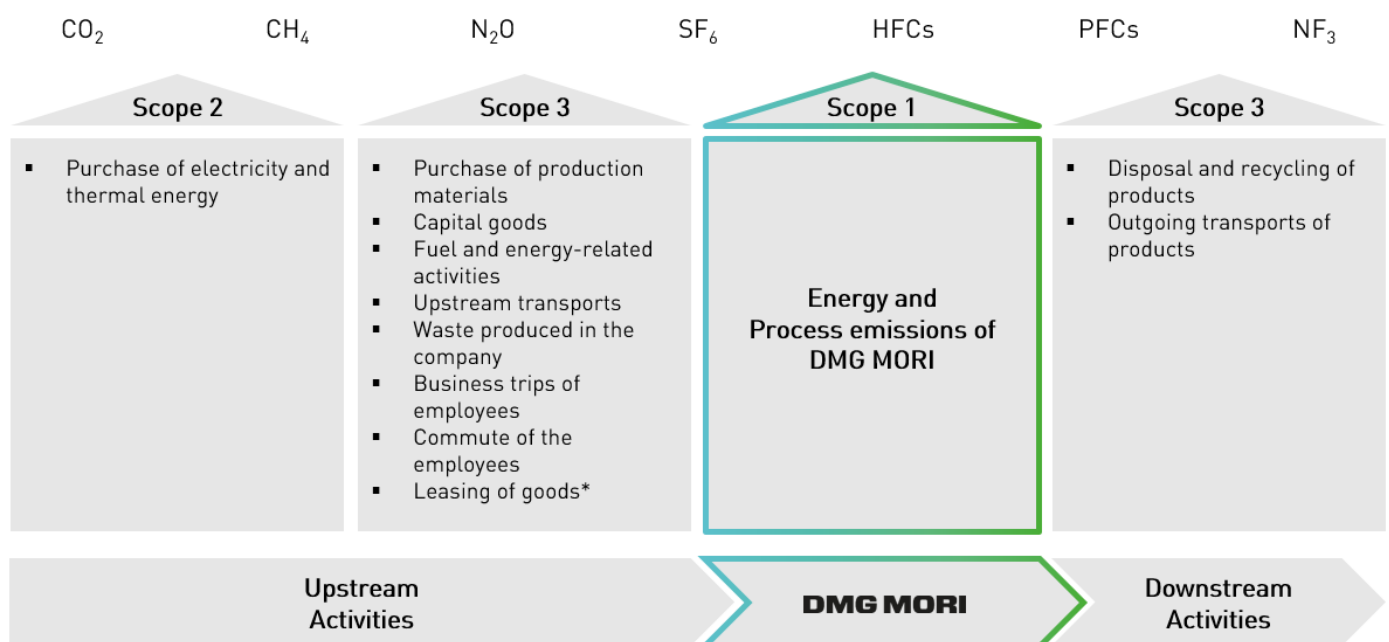 CO₂ CH₄ N₂O SF₆ HFCs PFCs NF₃
Scope 2
▪ Purchase of electricity and
thermal energy
Scope 3
▪ Purchase of production
materials
▪ Capital goods
▪ Fuel and energy-related
activities
▪ Upstream transports
▪ Waste produced in the
company
▪ Business trips of
employees
▪ Commute of the
employees
▪ Leasing of goods*
Scope 1
Energy and
Process emissions of
DMG MORI
Scope 3
▪ Disposal and recycling of
products
▪ Outgoing transports of
products
Upstream
Activities
DMG MORI
Downstream
Activities